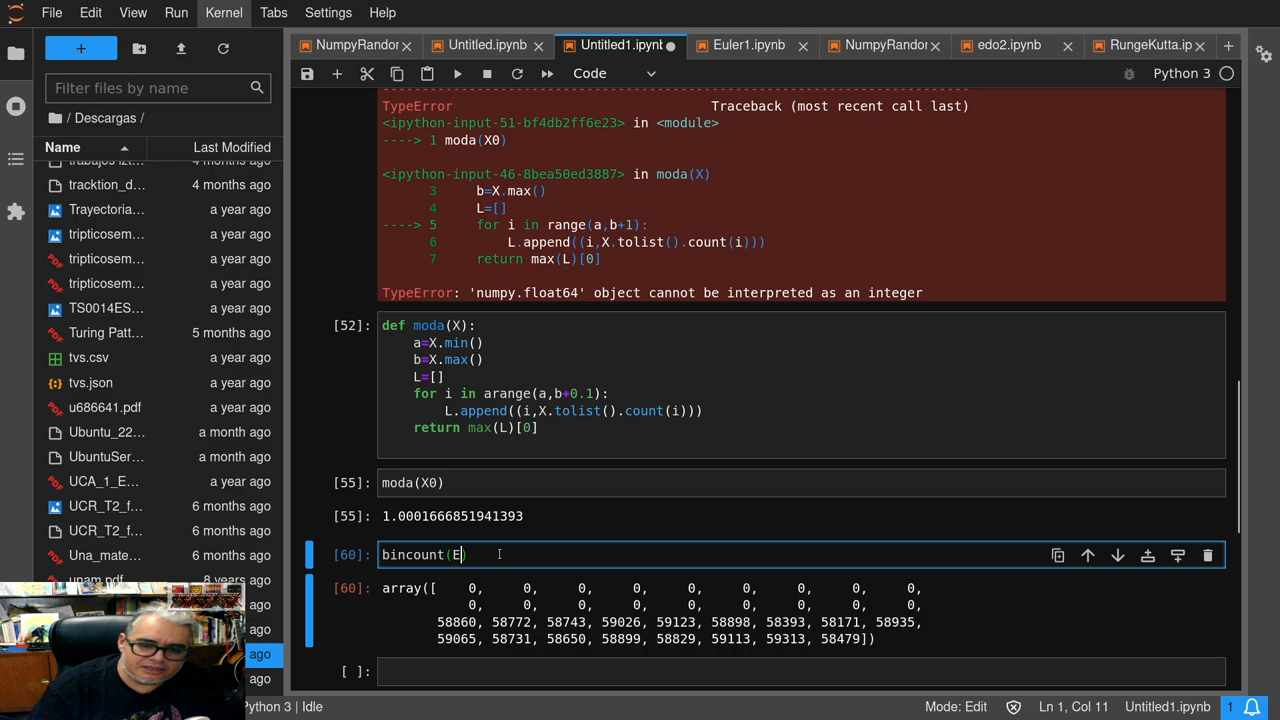 File Edit View Run Kernel Tabs Settings Help
NumpyRandor Untitled.ipynb Untitled1.ipynb Euler1.ipynb NumpyRandor edo2.ipynb RungeKutta.ip
Filter files by name
/ Descargas /
Name Last Modified
4 months ago
tracktion_d... 4 months ago
Trayectoria... a year ago
tripticosem... a year ago
tripticosem... a year ago
tripticosem... a year ago
TS0014ES... a year ago
Turing Patt... 5 months ago
tvs.csv a year ago
tvs.json a year ago
u686641.pdf a year ago
Ubuntu_22... a month ago
UbuntuSer... a month ago
UCA_1_E... a year ago
UCR_T2_f... 6 months ago
UCR_T2_f... 6 months ago
Una_mate... 6 months ago
unam.pdf 8 years ago
ago
ago
ago
ago
Code
Python 3
TypeError Traceback (most recent call last)
<ipython-input-51-bf4db2ff6e23> in <module>
----> 1 moda(X0)
<ipython-input-46-8bea50ed3887> in moda(X)
3 b=X.max()
4 L=[]
----> 5 for i in range(a,b+1):
6 L.append((i,X.tolist().count(i)))
7 return max(L)[0]
TypeError: 'numpy.float64' object cannot be interpreted as an integer
[52]: def moda(X):
a=X.min()
b=X.max()
L=[]
for i in arange(a,b+0.1):
L.append((i,X.tolist().count(i)))
return max(L)[0]
[55]: moda(X0)
[55]: 1.0001666851941393
[60]: bincount(E)
[60]: array([ 0, 0, 0, 0, 0, 0, 0, 0, 0,
0, 0, 0, 0, 0, 0, 0, 0, 0,
58860, 58772, 58743, 59026, 59123, 58898, 58393, 58171, 58935,
59065, 58731, 58650, 58899, 58829, 59113, 59313, 58479])
[ ]:
Python 3 | Idle
Mode: Edit Ln 1, Col 11 Untitled1.ipynb 1